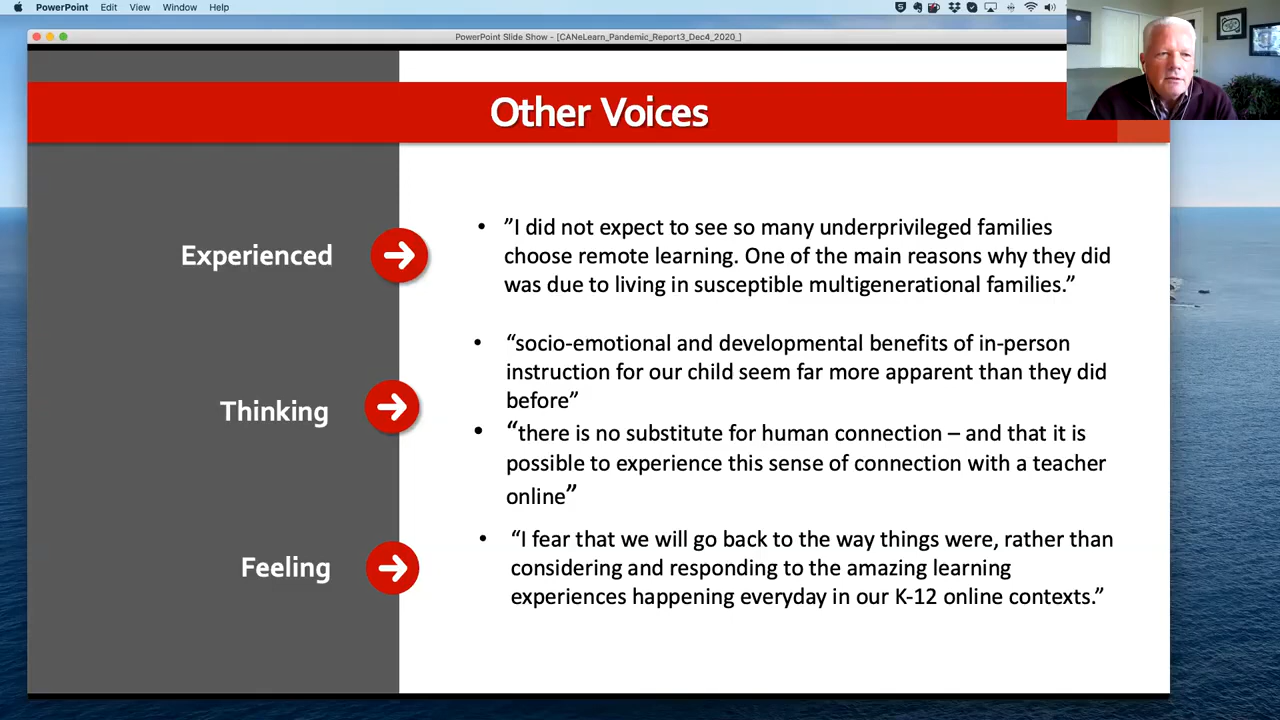 PowerPoint Edit View Window Help
PowerPoint Slide Show - [CANeLearn_Pandemic_Report3_Dec4_2020_]
Other Voices
Experienced
• ”I did not expect to see so many underprivileged families
choose remote learning. One of the main reasons why they did
was due to living in susceptible multigenerational families.”
Thinking
• “socio-emotional and developmental benefits of in-person
instruction for our child seem far more apparent than they did
before”
• “there is no substitute for human connection – and that it is
possible to experience this sense of connection with a teacher
online”
Feeling
• “I fear that we will go back to the way things were, rather than
considering and responding to the amazing learning
experiences happening everyday in our K-12 online contexts.”